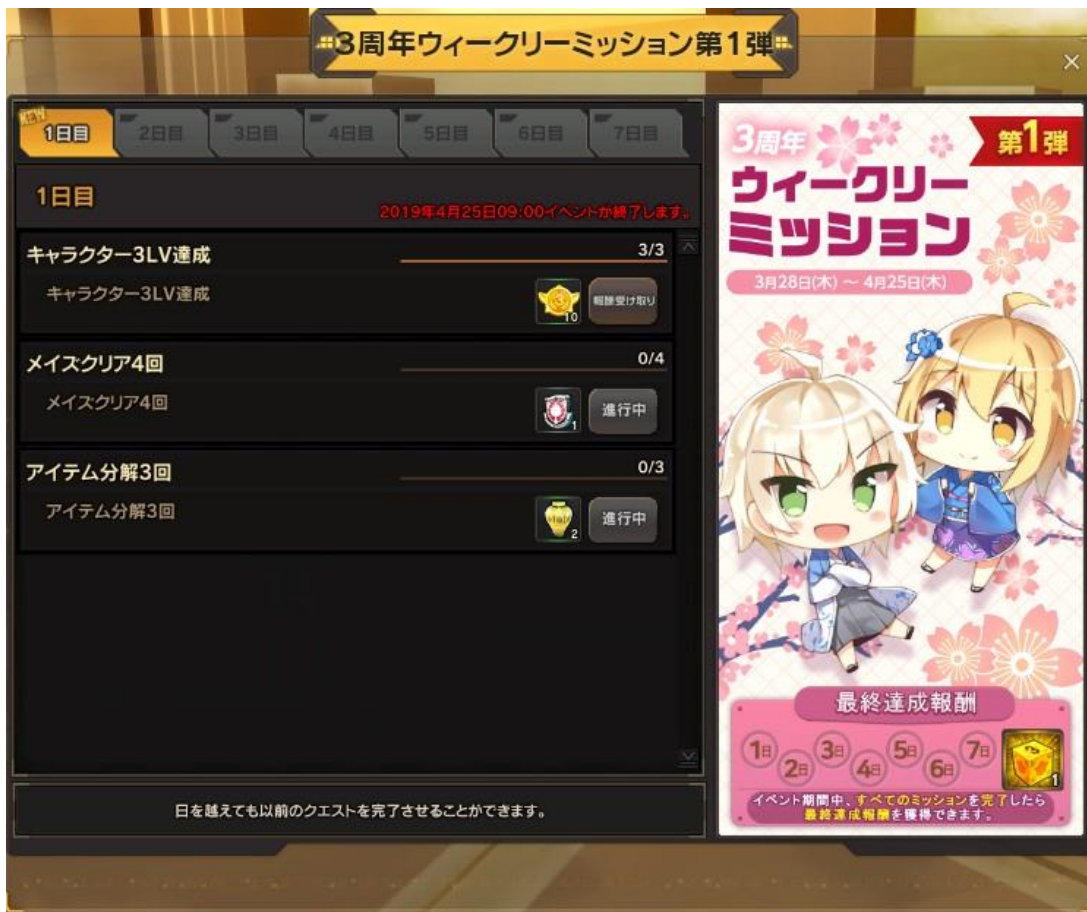 3周年ウィークリーミッション第1弾
NEW
1日目 2日目 3日目 4日目 5日目 6日目 7日目
1日目
2019年4月25日09:00イベントが終了します。
キャラクター3LV達成 3/3
キャラクター3LV達成 10 報酬受け取り
メイズクリア4回 0/4
メイズクリア4回 1 進行中
アイテム分解3回 0/3
アイテム分解3回 2 進行中
日を越えても以前のクエストを完了させることができます。
3周年 第1弾
ウィークリー
ミッション
3月28日(木) ~ 4月25日(木)
最終達成報酬
1日 2日 3日 4日 5日 6日 7日 1
イベント期間中、すべてのミッションを完了したら
最終達成報酬を獲得できます。